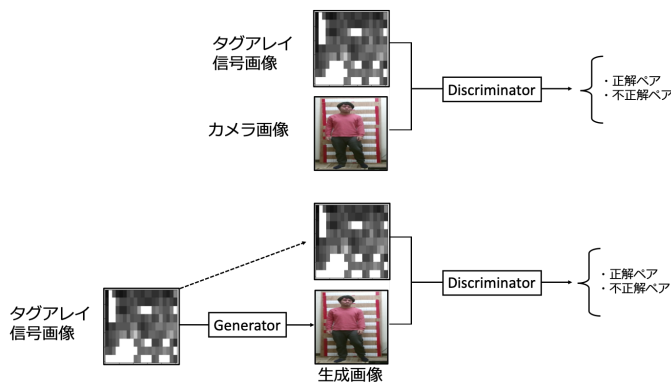 タグアレイ
信号画像
カメラ画像
Discriminator
・正解ペア
・不正解ペア
タグアレイ
信号画像
Generator
生成画像
Discriminator
・正解ペア
・不正解ペア